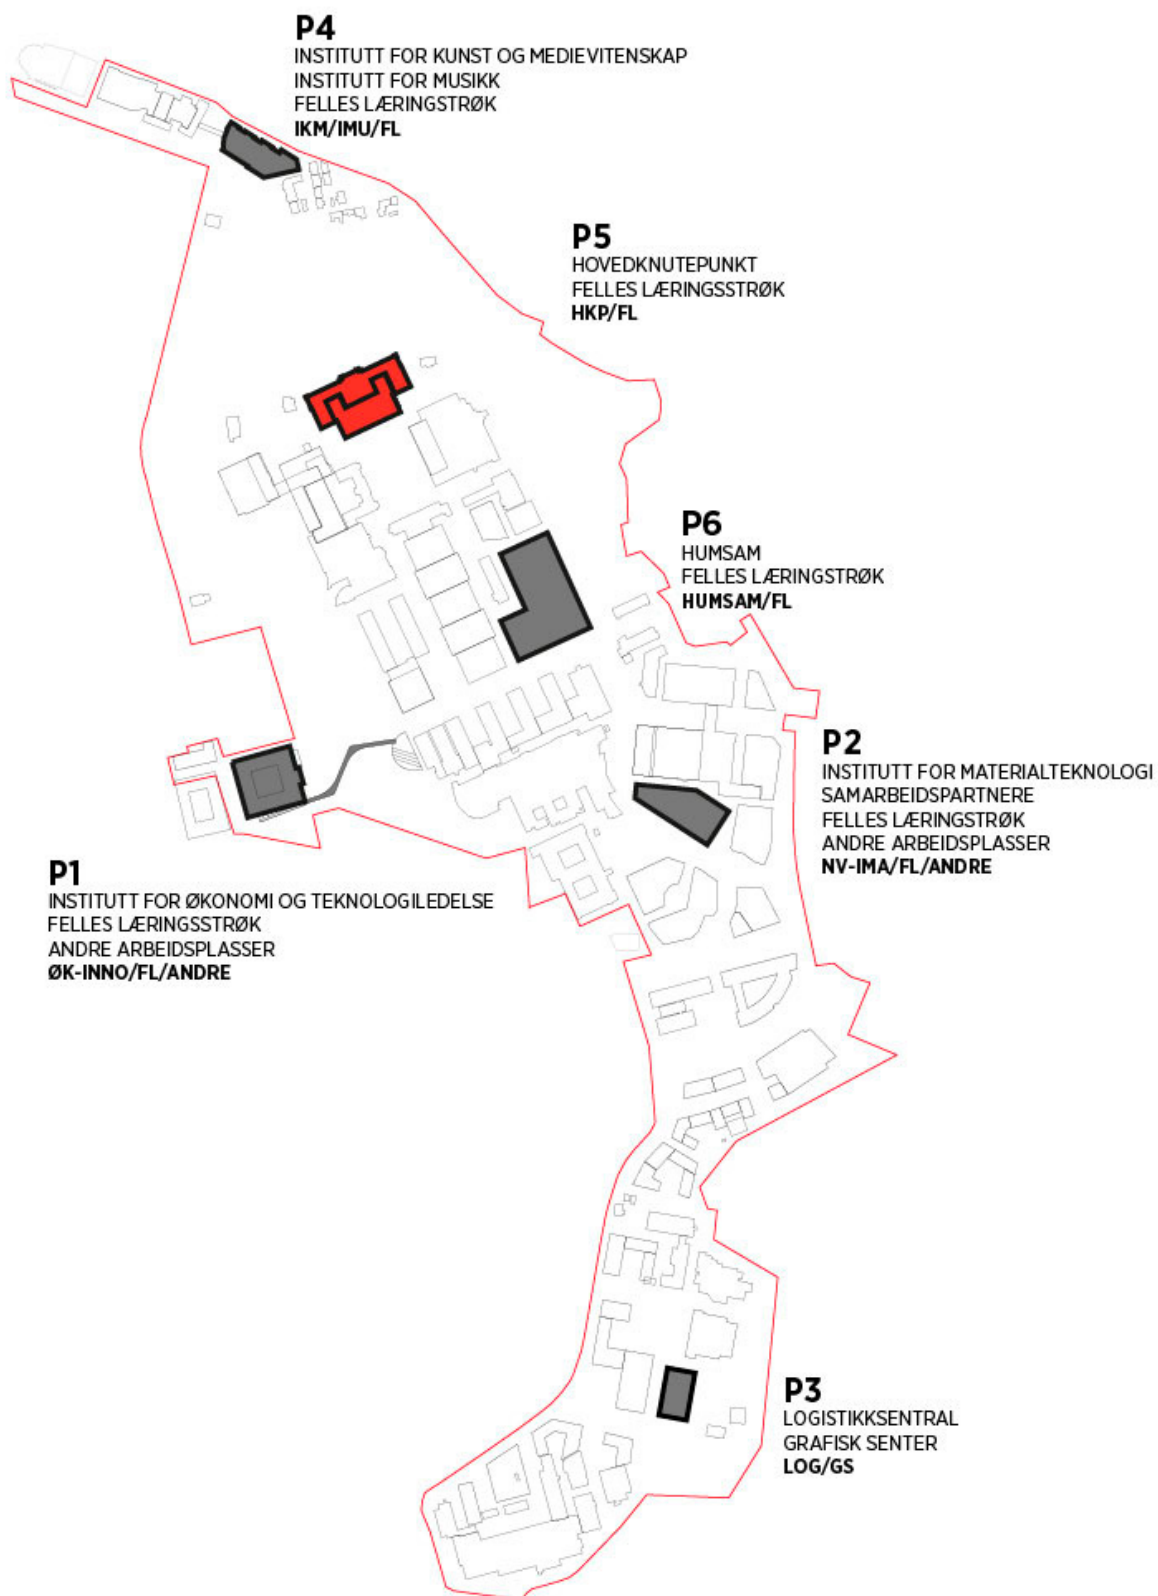 P4
INSTITUTT FOR KUNST OG MEDIEVITENSKAP
INSTITUTT FOR MUSIKK
FELLES LÆRINGSTRØK
IKM/IMU/FL
P5
HOVEDKNUTEPUNKT
FELLES LÆRINGSSTRØK
HKP/FL
P6
HUMSAM
FELLES LÆRINGSTRØK
HUMSAM/FL
P2
INSTITUTT FOR MATERIALTEKNOLOGI
SAMARBEIDSPARTNERE
FELLES LÆRINGSTRØK
ANDRE ARBEIDSPLASSER
NV-IMA/FL/ANDRE
P1
INSTITUTT FOR ØKONOMI OG TEKNOLOGILEDELSE
FELLES LÆRINGSSTRØK
ANDRE ARBEIDSPLASSER
ØK-INNO/FL/ANDRE
P3
LOGISTIKKSENTRAL
GRAFISK SENTER
LOG/GS